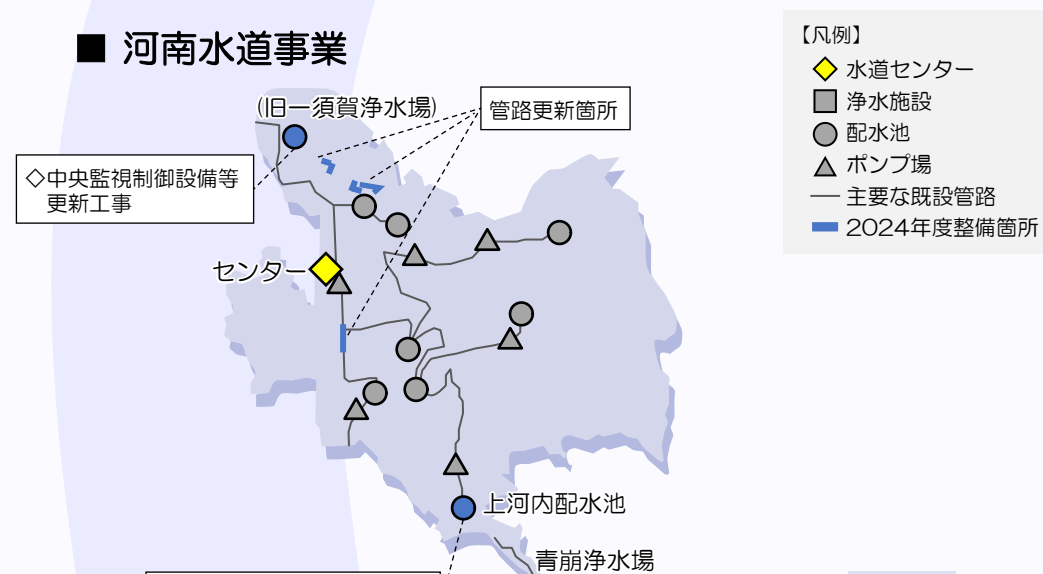 ■ 河南水道事業
【凡例】
水道センター
浄水施設
配水池
ポンプ場
主要な既設管路
2024年度整備箇所
(旧一須賀浄水場)
管路更新箇所
◇中央監視制御設備等
更新工事
センター
上河内配水池
青崩浄水場